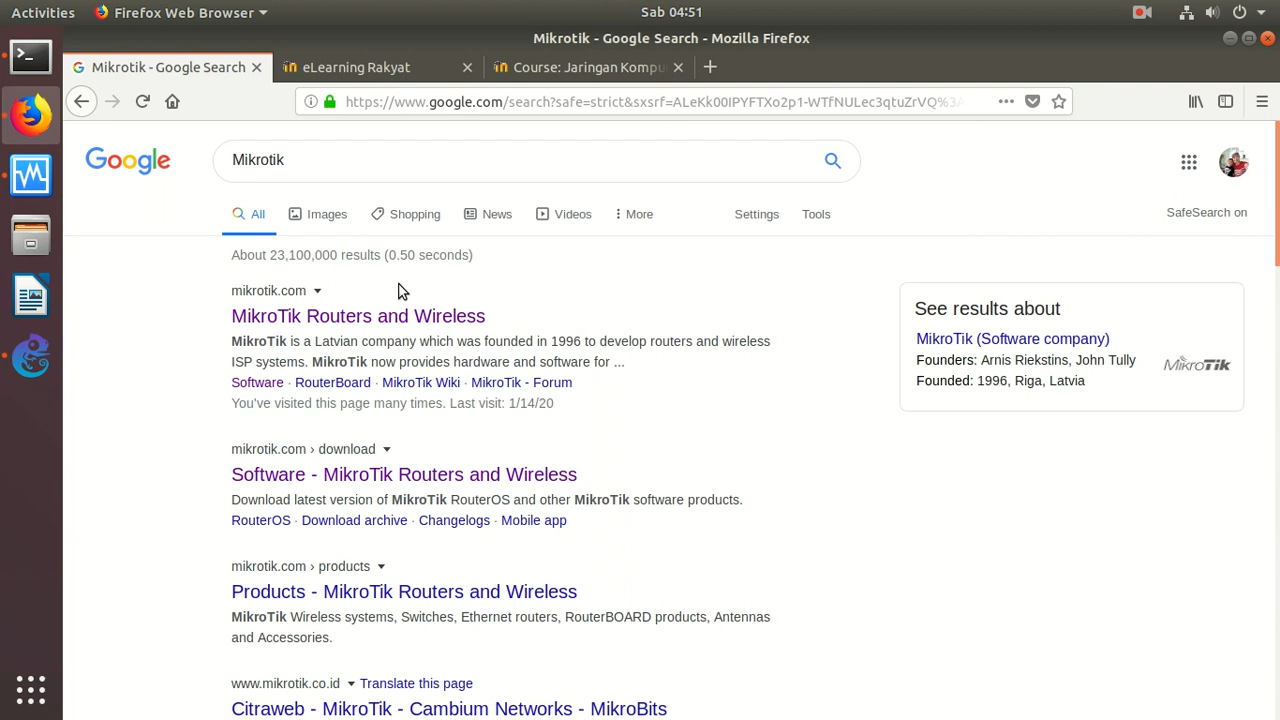 Activities
Firefox Web Browser
Sab 04:51
Mikrotik - Google Search - Mozilla Firefox
Mikrotik - Google Search
eLearning Rakyat
Course: Jaringan Kompu
https://www.google.com/search?safe=strict&sxsrf=ALeKk00IPYFTXo2p1-WTfNULec3qtuZrVQ%3A
Google
Mikrotik
All
Images
Shopping
News
Videos
More
Settings
Tools
SafeSearch on
About 23,100,000 results (0.50 seconds)
mikrotik.com
MikroTik Routers and Wireless
MikroTik is a Latvian company which was founded in 1996 to develop routers and wireless
ISP systems. MikroTik now provides hardware and software for ...
Software · RouterBoard · MikroTik Wiki · MikroTik - Forum
You've visited this page many times. Last visit: 1/14/20
mikrotik.com › download
Software - MikroTik Routers and Wireless
Download latest version of MikroTik RouterOS and other MikroTik software products.
RouterOS · Download archive · Changelogs · Mobile app
mikrotik.com › products
Products - MikroTik Routers and Wireless
MikroTik Wireless systems, Switches, Ethernet routers, RouterBOARD products, Antennas
and Accessories.
www.mikrotik.co.id Translate this page
Citraweb - MikroTik - Cambium Networks - MikroBits
See results about
MikroTik (Software company)
Founders: Arnis Riekstins, John Tully
Founded: 1996, Riga, Latvia
MikroTik